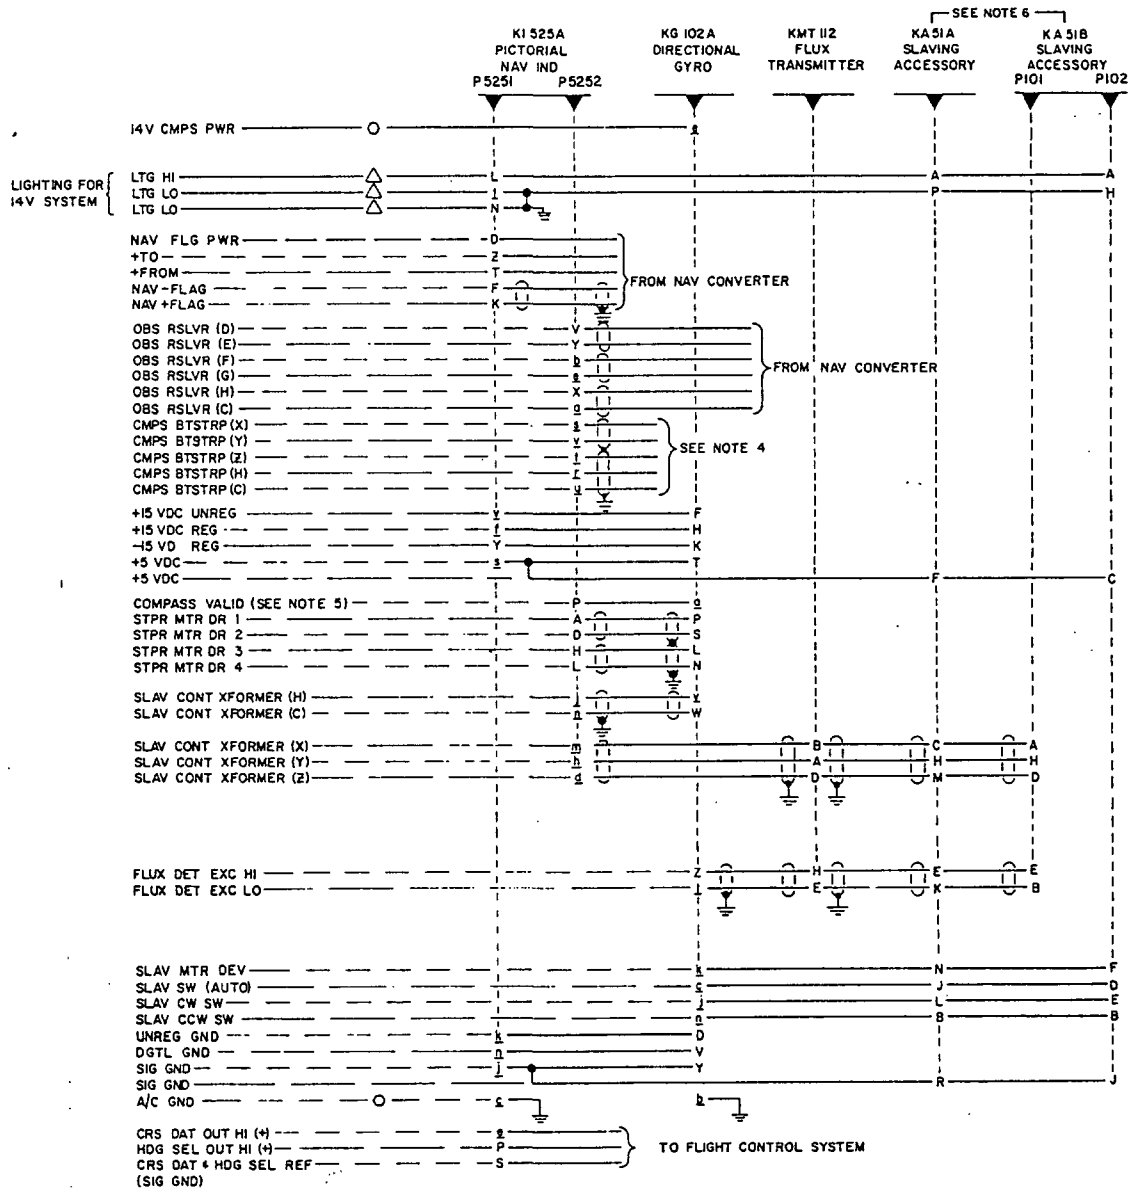 SEE NOTE 6
KI 525A PICTORIAL NAV IND
KG 102A DIRECTIONAL GYRO
KMT 112 FLUX TRANSMITTER
KA 51A SLAVING ACCESSORY
KA 51B SLAVING ACCESSORY
P5251 P5252 P101 P102
14V CMPS PWR e
LIGHTING FOR 14V SYSTEM
LTG HI L A A
LTG LO P H
LTG LO N
NAV FLG PWR D
+TO Z
+FROM T
NAV -FLAG F
NAV +FLAG K
FROM NAV CONVERTER
OBS RSLVR (D) V
OBS RSLVR (E) Y
OBS RSLVR (F) b
OBS RSLVR (G) e
OBS RSLVR (H) X
OBS RSLVR (C) a
FROM NAV CONVERTER
CMPS BTSTRP (X) s
CMPS BTSTRP (Y) v
CMPS BTSTRP (Z) t
CMPS BTSTRP (H) r
CMPS BTSTRP (C) u
SEE NOTE 4
+15 VDC UNREG v F
+15 VDC REG f H
-15 VD REG Y K
+5 VDC s T
+5 VDC F C
COMPASS VALID (SEE NOTE 5) P a
STPR MTR DR 1 A P
STPR MTR DR 2 D S
STPR MTR DR 3 H L
STPR MTR DR 4 L N
SLAV CONT XFORMER (H) j v
SLAV CONT XFORMER (C) n W
SLAV CONT XFORMER (X) m B C A
SLAV CONT XFORMER (Y) h A H H
SLAV CONT XFORMER (Z) d D M D
FLUX DET EXC HI Z H E E
FLUX DET EXC LO E K B
SLAV MTR DEV k N F
SLAV SW (AUTO) c J D
SLAV CW SW j L E
SLAV CCW SW n B B
UNREG GND k D
DGTL GND n V
SIG GND j Y
SIG GND R J
A/C GND c b
CRS DAT OUT HI (+) e
HDG SEL OUT HI (+) P
CRS DAT & HDG SEL REF S
(SIG GND)
TO FLIGHT CONTROL SYSTEM